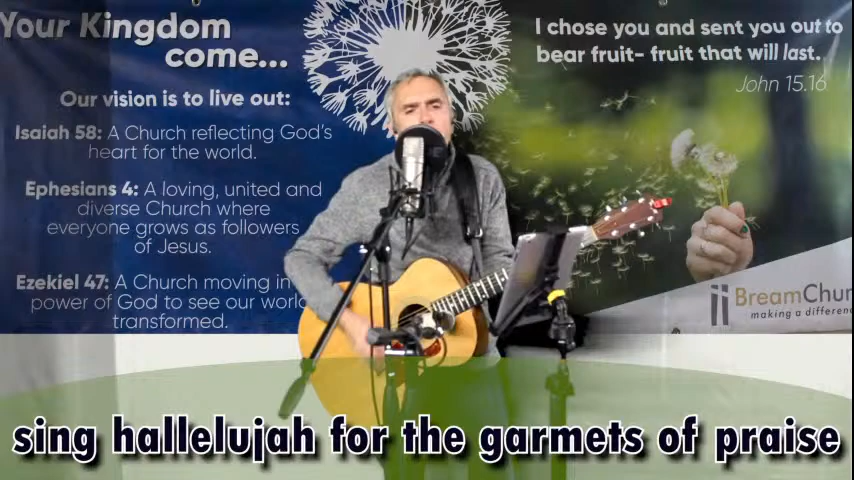 Your Kingdom
come...
Our vision is to live out:
Isaiah 58: A Church reflecting God's
heart for the world.
Ephesians 4: A loving, united and
diverse Church where
everyone grows as followers
of Jesus.
Ezekiel 47: A Church moving in
power of God to see our world
transformed.
I chose you and sent you out to
bear fruit- fruit that will last.
John 15.16
BreamChur
making a differenc
sing hallelujah for the garmets of praise